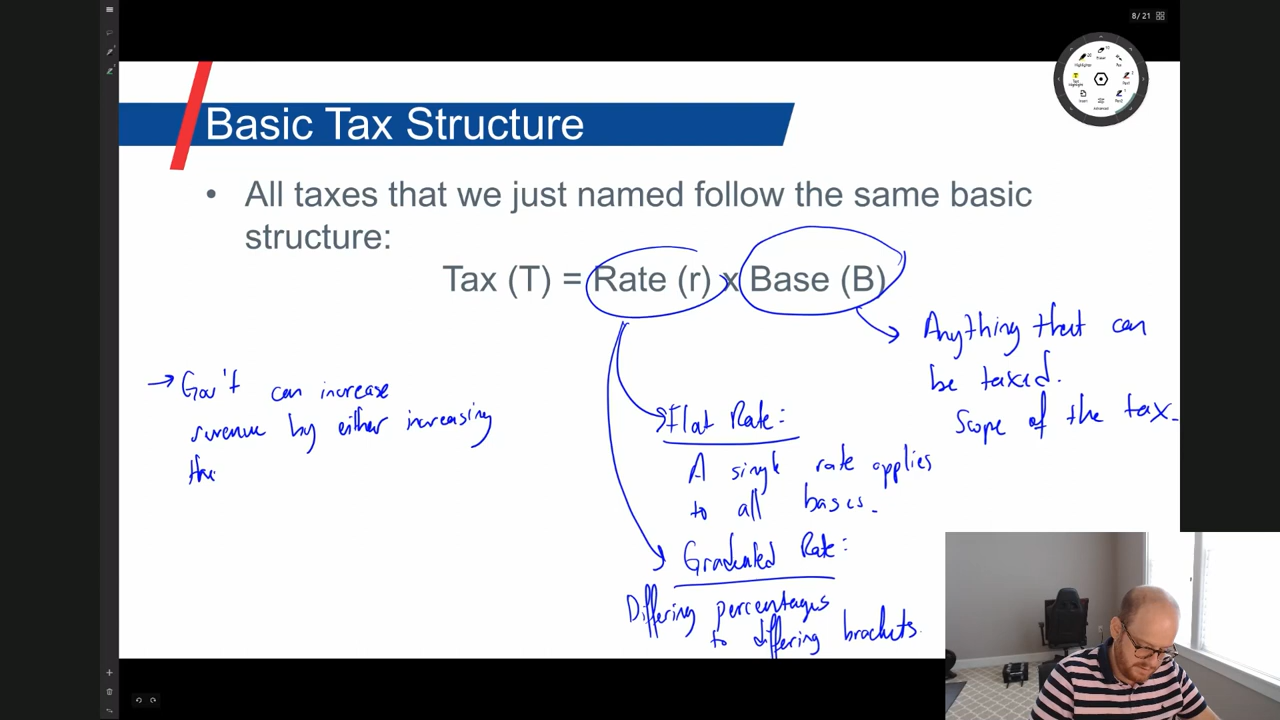 8/21
Basic Tax Structure
• All taxes that we just named follow the same basic
structure:
Tax (T) = Rate (r) x Base (B)
→ Anything that can
be taxed.
Scope of the tax.
→ Gov't can increase
revenue by either increasing
the
Flat Rate:
A single rate applies
to all bases.
Graduated Rate:
Differing percentages
to differing brackets.